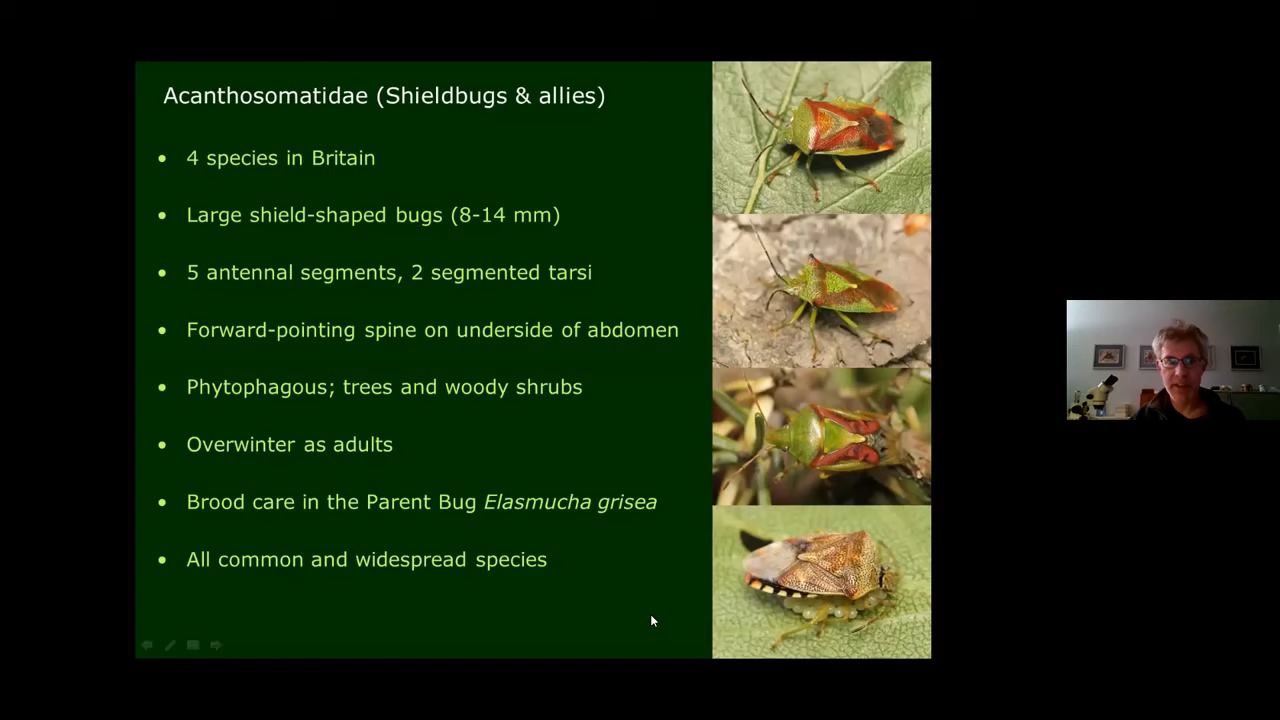 Acanthosomatidae (Shieldbugs & allies)
• 4 species in Britain
• Large shield-shaped bugs (8-14 mm)
• 5 antennal segments, 2 segmented tarsi
• Forward-pointing spine on underside of abdomen
• Phytophagous; trees and woody shrubs
• Overwinter as adults
• Brood care in the Parent Bug Elasmucha grisea
• All common and widespread species